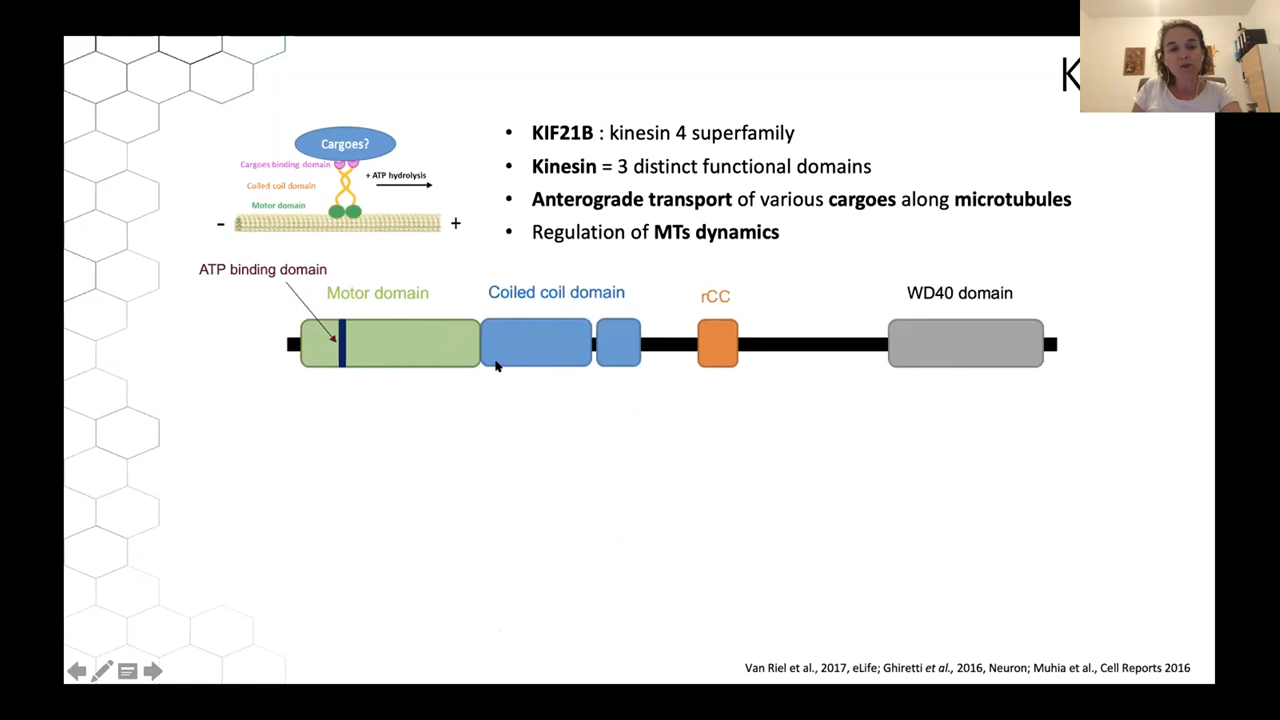 K
• KIF21B : kinesin 4 superfamily
• Kinesin = 3 distinct functional domains
• Anterograde transport of various cargoes along microtubules
• Regulation of MTs dynamics
Cargoes?
Cargoes binding domain
+ ATP hydrolysis
Coiled coil domain
Motor domain
- +
ATP binding domain
Motor domain Coiled coil domain rCC WD40 domain
Van Riel et al., 2017, eLife; Ghiretti et al., 2016, Neuron; Muhia et al., Cell Reports 2016